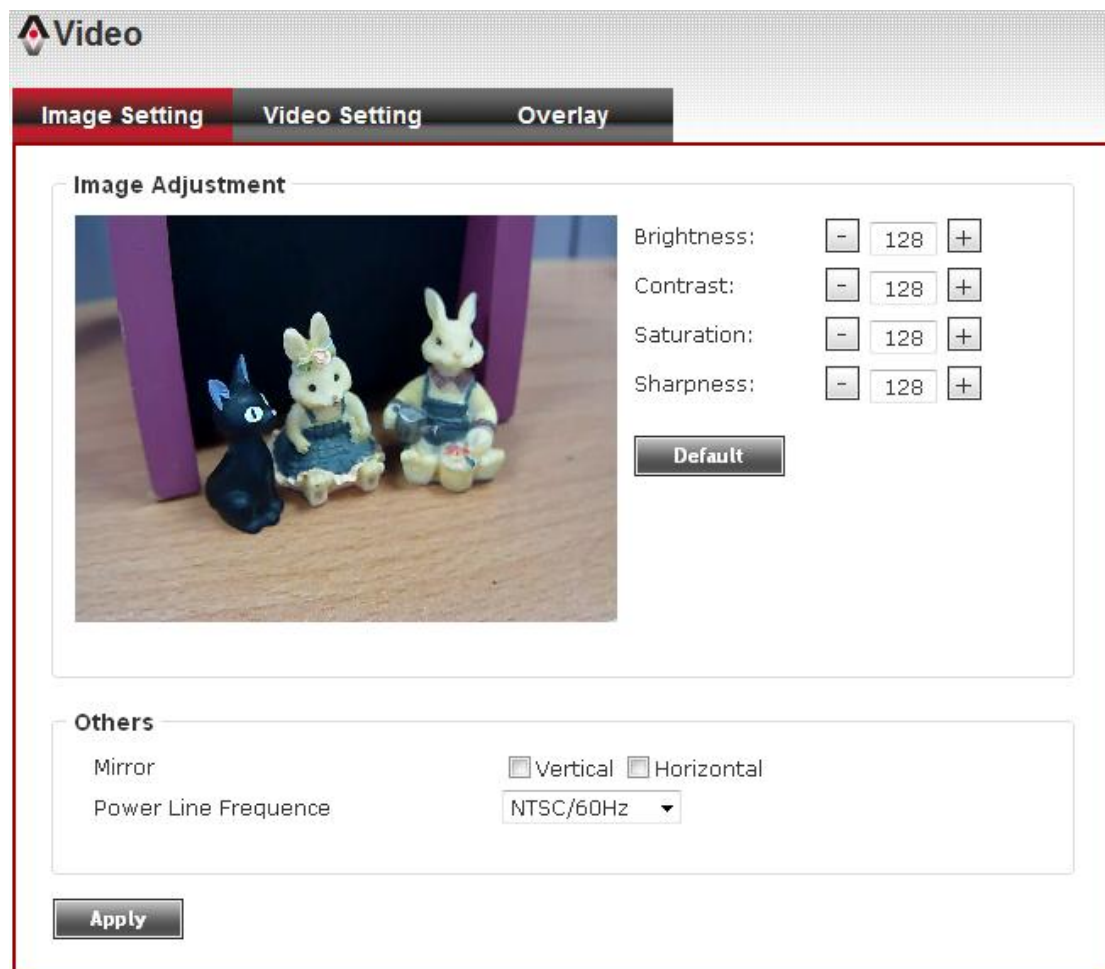 Video
Image Setting Video Setting Overlay
Image Adjustment
Brightness: - 128 +
Contrast: - 128 +
Saturation: - 128 +
Sharpness: - 128 +
Default
Others
Mirror Vertical Horizontal
Power Line Frequence NTSC/60Hz
Apply